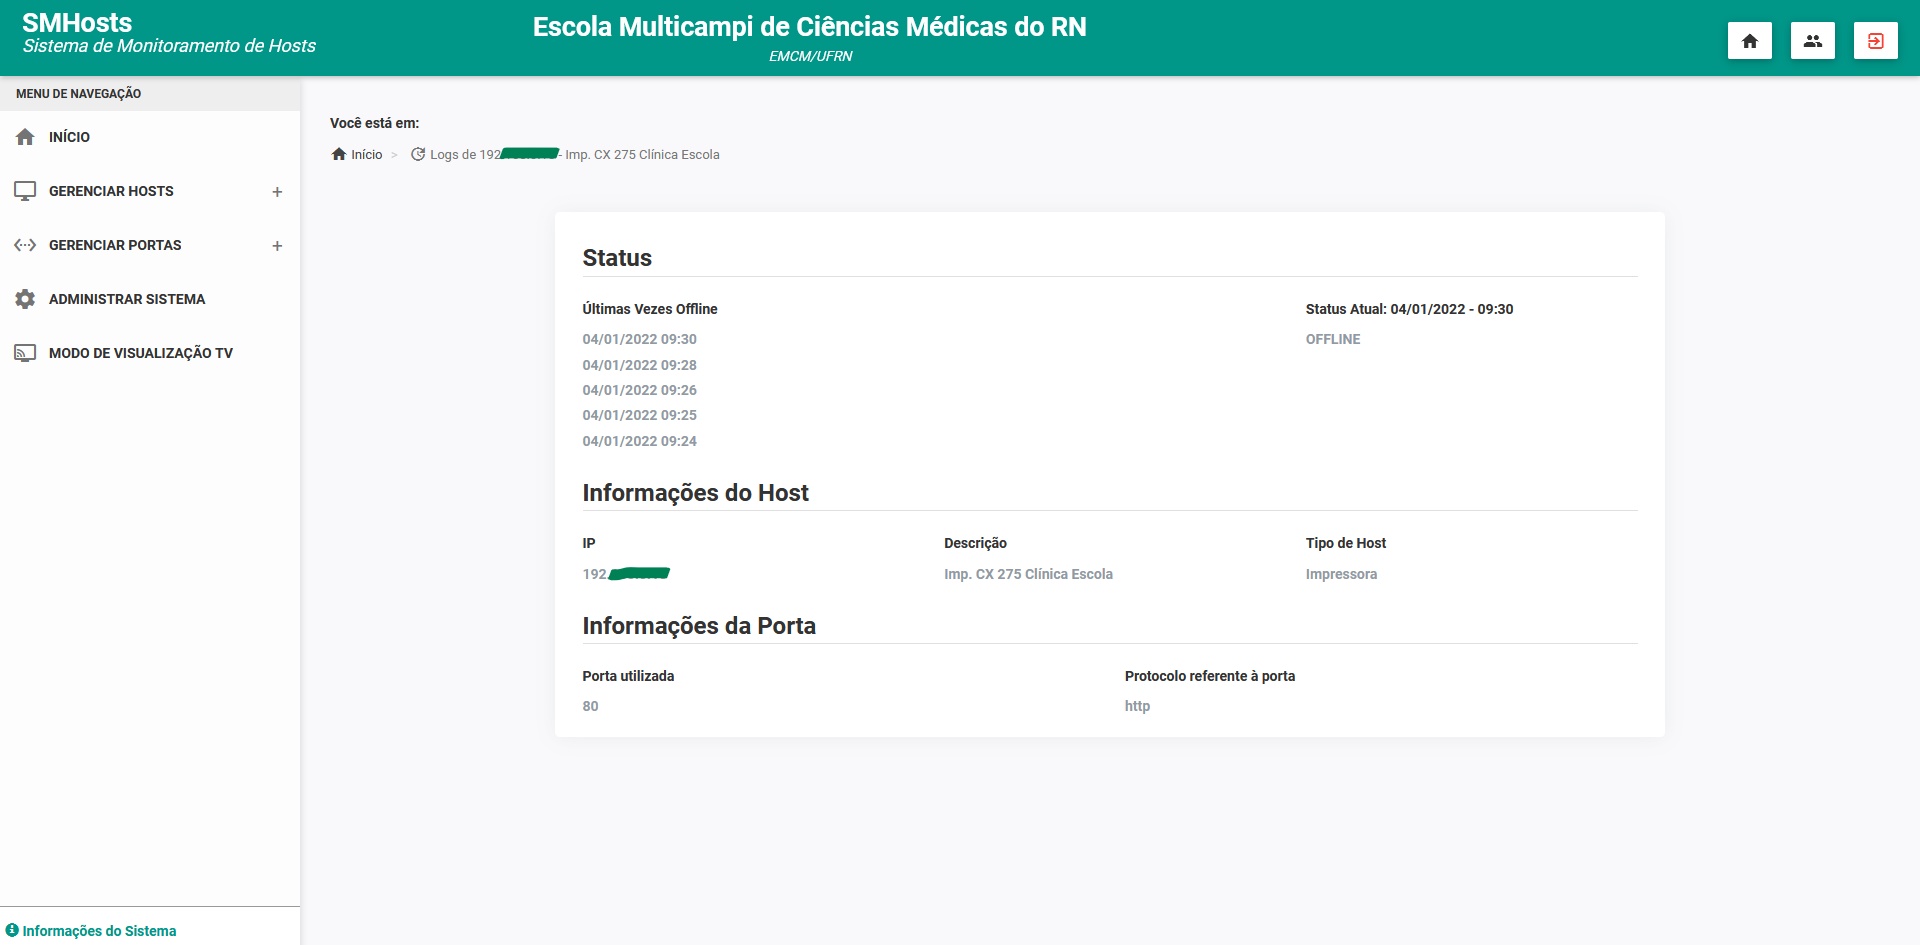 SMHosts
Sistema de Monitoramento de Hosts
Escola Multicampi de Ciências Médicas do RN
EMCM/UFRN
MENU DE NAVEGAÇÃO
INÍCIO
GERENCIAR HOSTS +
GERENCIAR PORTAS +
ADMINISTRAR SISTEMA
MODO DE VISUALIZAÇÃO TV
Informações do Sistema
Você está em:
Início > Logs de 192 - Imp. CX 275 Clínica Escola
Status
Últimas Vezes Offline
04/01/2022 09:30
04/01/2022 09:28
04/01/2022 09:26
04/01/2022 09:25
04/01/2022 09:24
Status Atual: 04/01/2022 - 09:30
OFFLINE
Informações do Host
IP Descrição Tipo de Host
192. Imp. CX 275 Clínica Escola Impressora
Informações da Porta
Porta utilizada Protocolo referente à porta
80 http